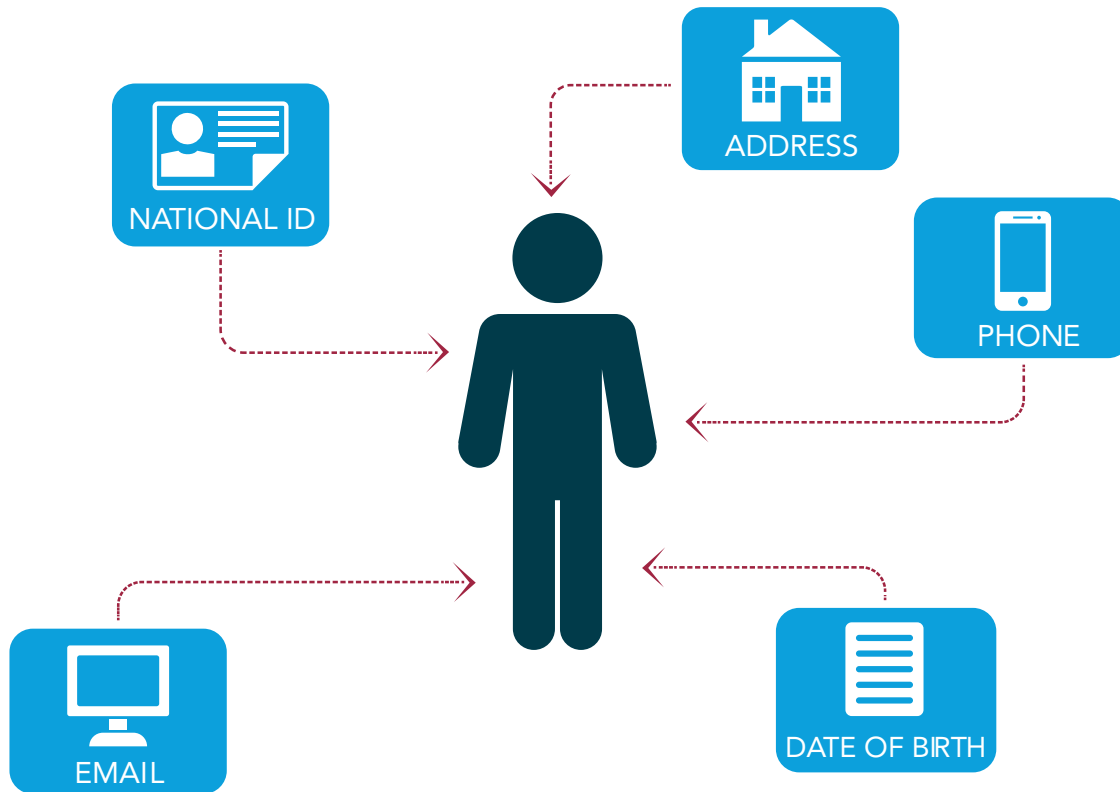 ADDRESS
NATIONAL ID
PHONE
DATE OF BIRTH
EMAIL